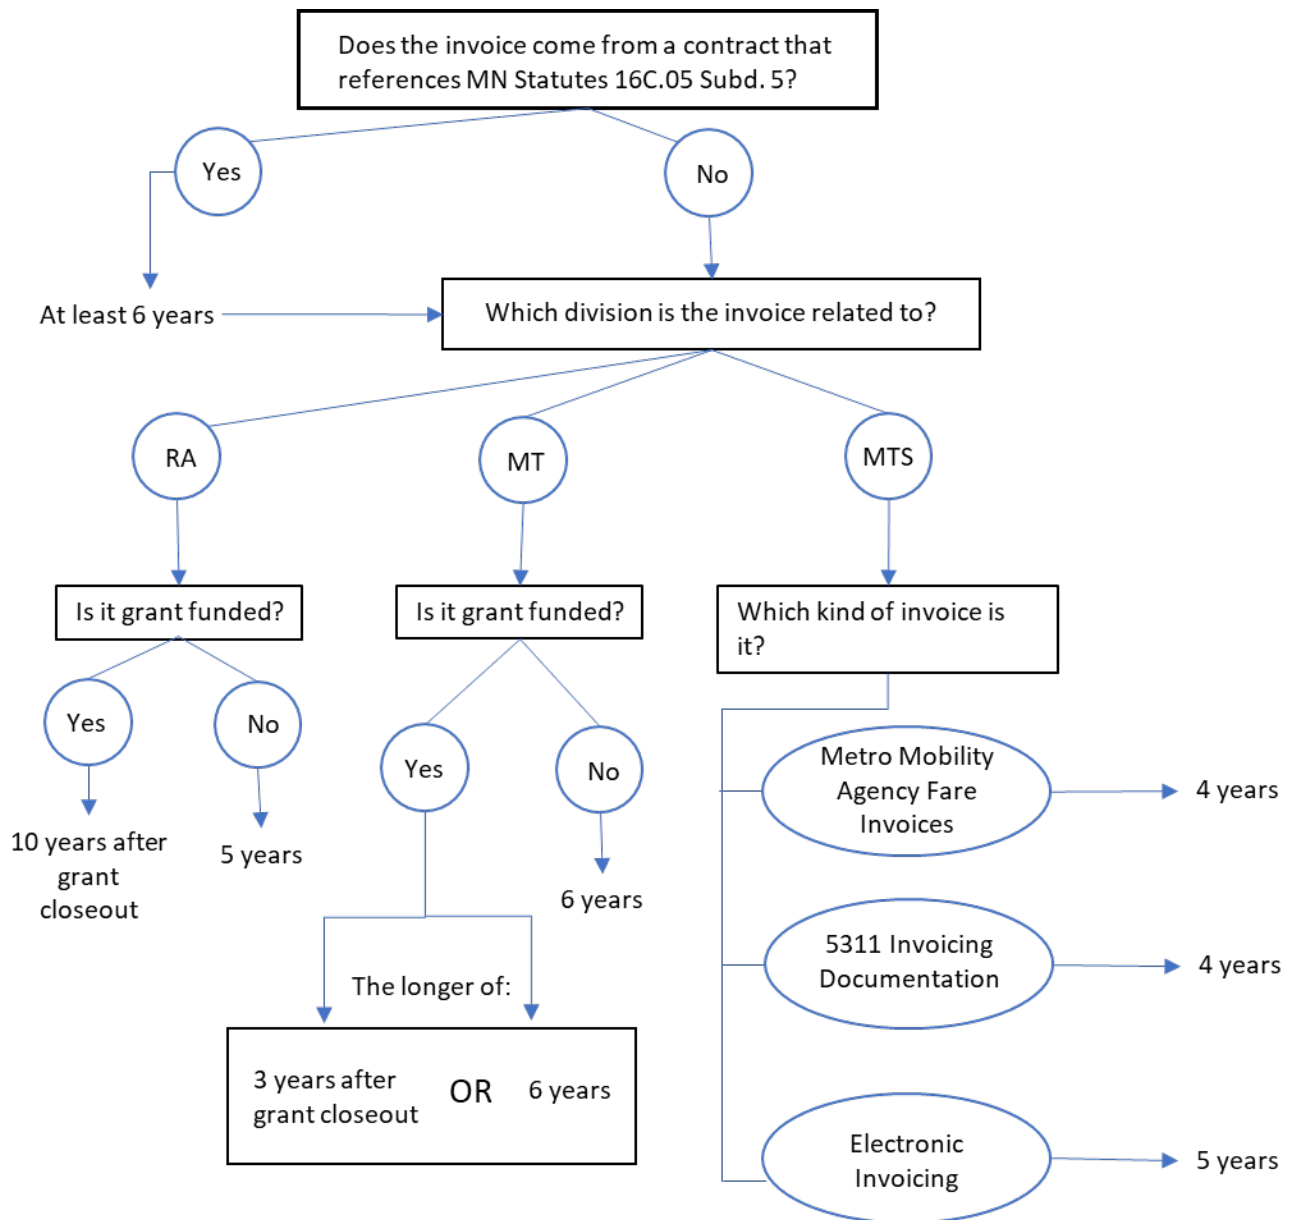 Does the invoice come from a contract that
references MN Statutes 16C.05 Subd. 5?
Yes
No
At least 6 years
Which division is the invoice related to?
RA
MT
MTS
Is it grant funded?
Is it grant funded?
Which kind of invoice is
it?
Yes
No
Yes
No
10 years after
grant
closeout
5 years
6 years
The longer of:
3 years after
grant closeout
OR
6 years
Metro Mobility
Agency Fare
Invoices
4 years
5311 Invoicing
Documentation
4 years
Electronic
Invoicing
5 years